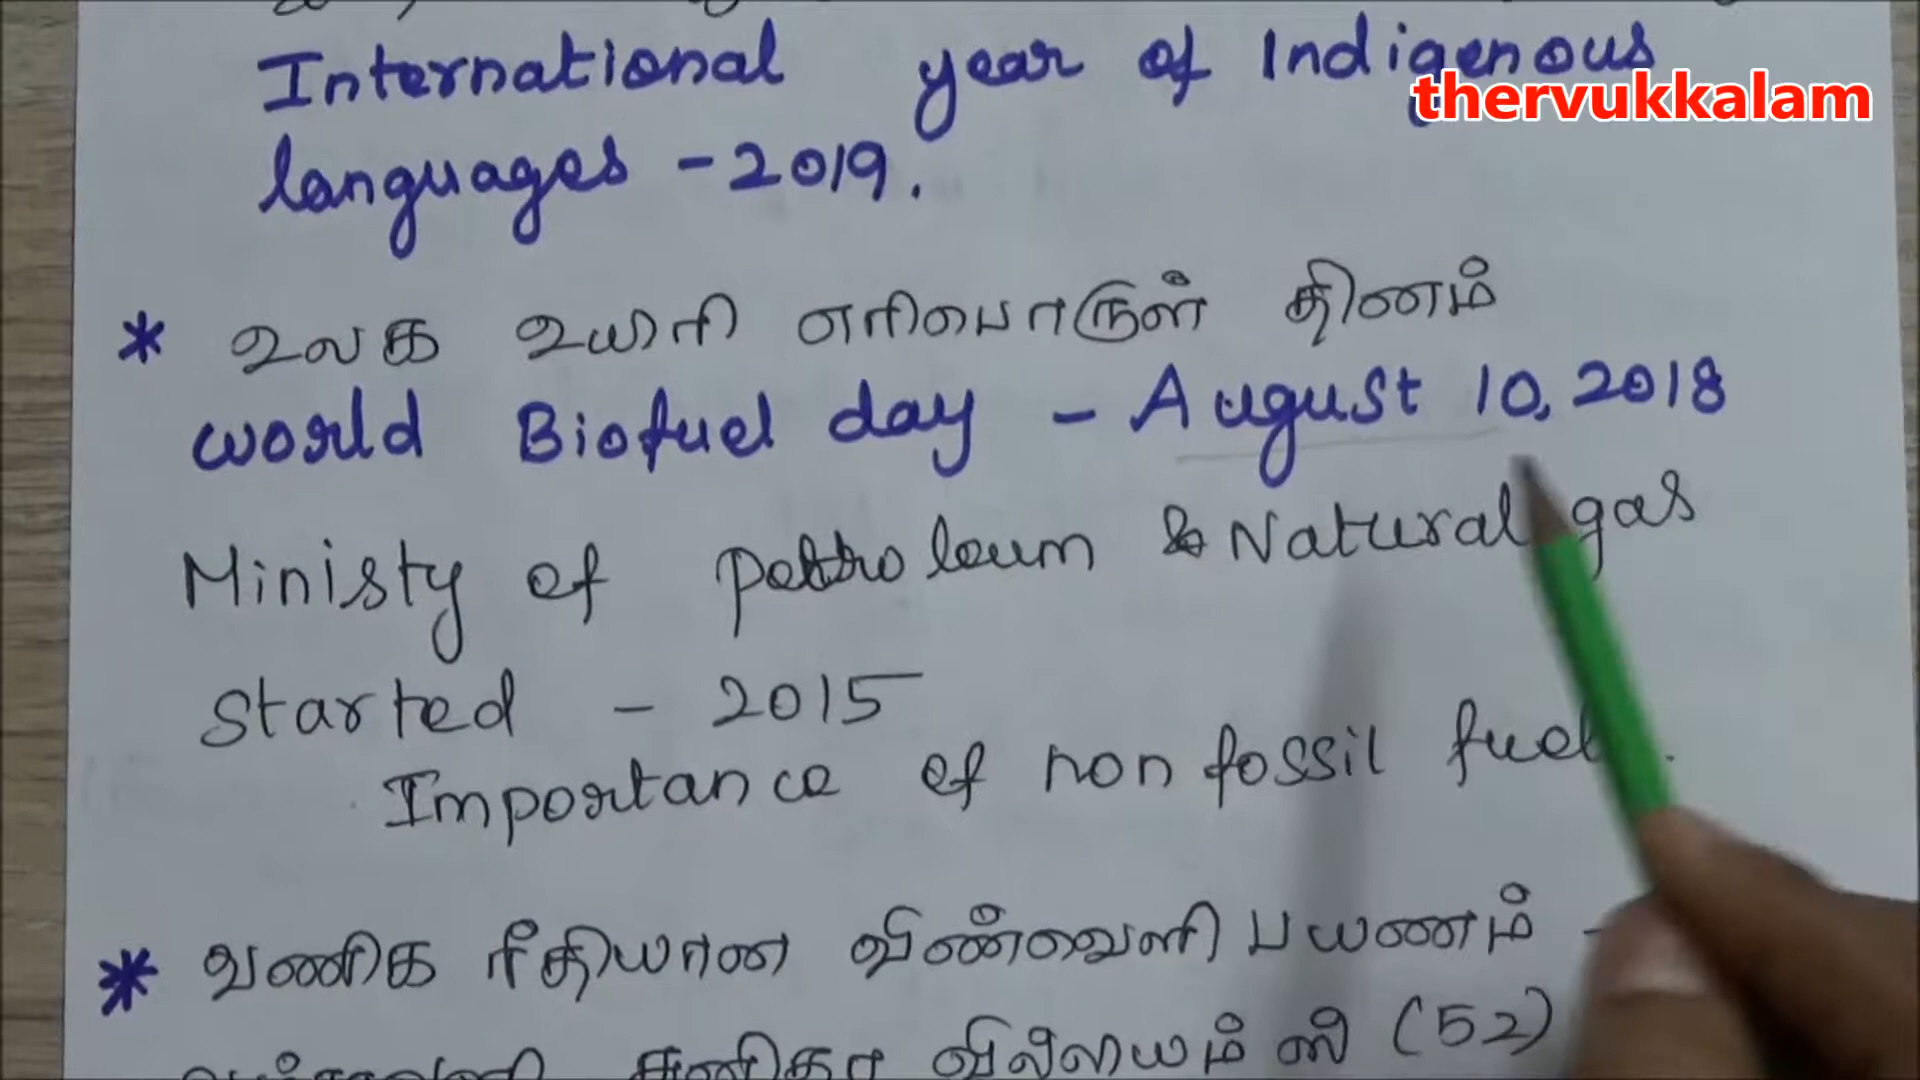 International year of Indigenous
thervukkalam
languages - 2019.
* உலக உயிரி எரிபொருள் தினம்
world Biofuel day - August 10, 2018
Ministy of petroleum & Natural gas
Started - 2015
Importance of non fossil fuel
* வணிக ரீதியான விண்வெளி பயணம் -
சுனிதா வில்லியம்ஸ் (52)